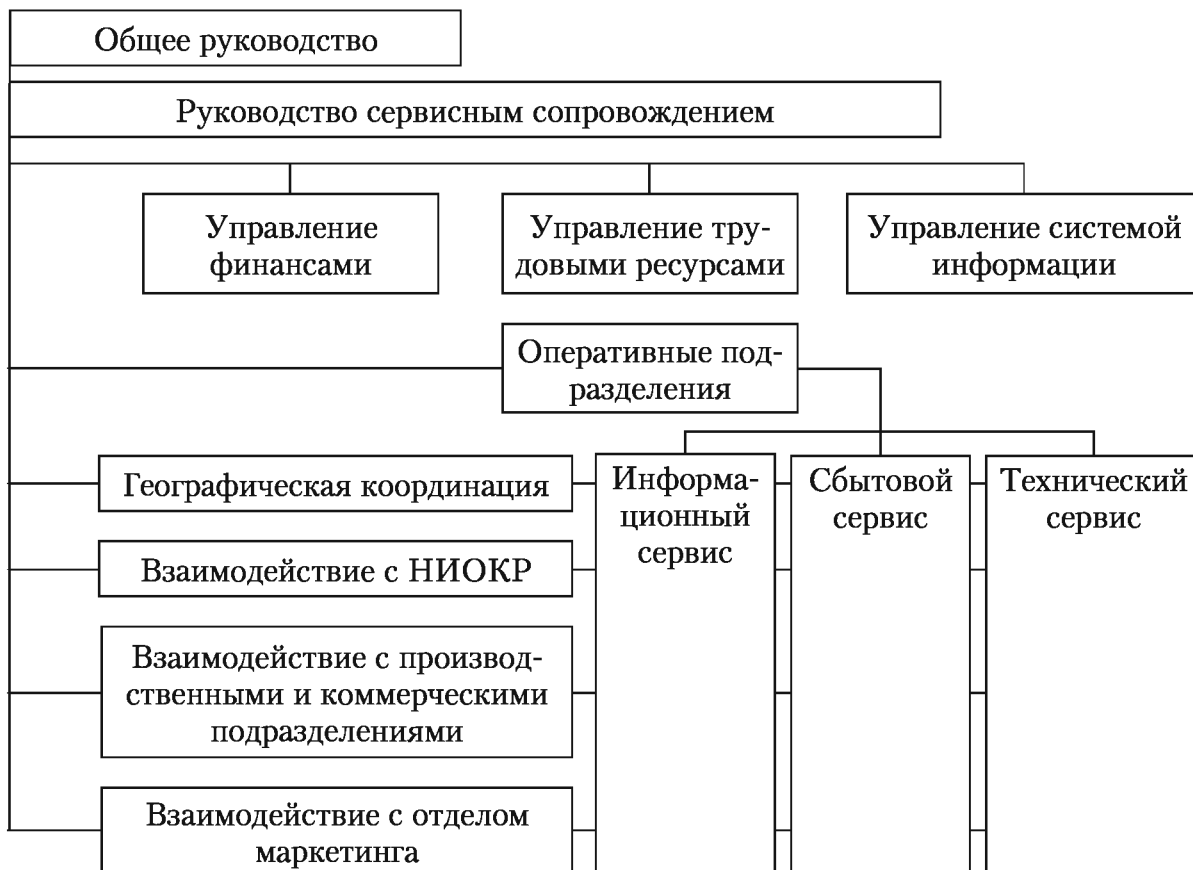 Общее руководство
Руководство сервисным сопровождением
Управление
финансами
Управление тру-
довыми ресурсами
Управление системой
информации
Оперативные под-
разделения
Географическая координация
Информа-
ционный
сервис
Сбытовой
сервис
Технический
сервис
Взаимодействие с НИОКР
Взаимодействие с производ-
ственными и коммерческими
подразделениями
Взаимодействие с отделом
маркетинга